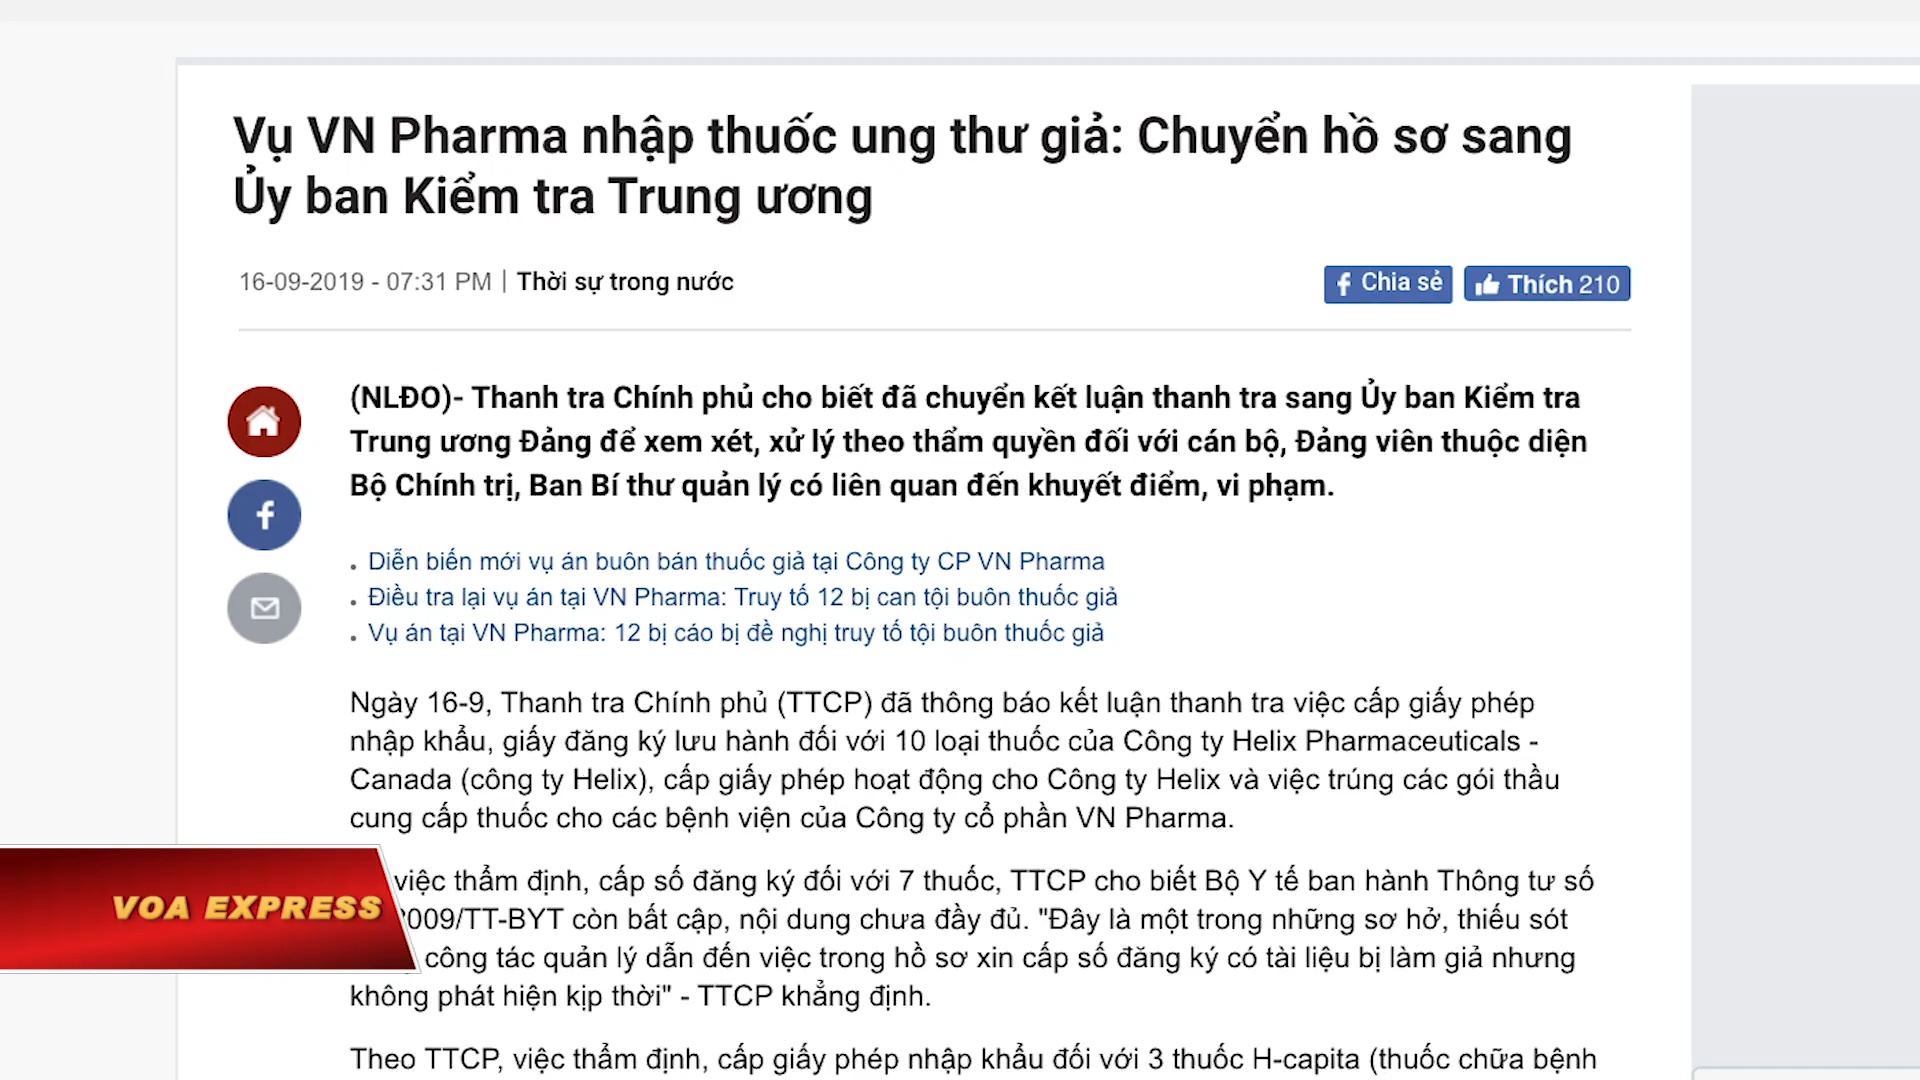 Vụ VN Pharma nhập thuốc ung thư giả: Chuyển hồ sơ sang
Ủy ban Kiểm tra Trung ương
16-09-2019 - 07:31 PM | Thời sự trong nước
Chia sẻ
Thích 210
(NLĐO)- Thanh tra Chính phủ cho biết đã chuyển kết luận thanh tra sang Ủy ban Kiểm tra
Trung ương Đảng để xem xét, xử lý theo thẩm quyền đối với cán bộ, Đảng viên thuộc diện
Bộ Chính trị, Ban Bí thư quản lý có liên quan đến khuyết điểm, vi phạm.
Diễn biến mới vụ án buôn bán thuốc giả tại Công ty CP VN Pharma
Điều tra lại vụ án tại VN Pharma: Truy tố 12 bị can tội buôn thuốc giả
Vụ án tại VN Pharma: 12 bị cáo bị đề nghị truy tố tội buôn thuốc giả
Ngày 16-9, Thanh tra Chính phủ (TTCP) đã thông báo kết luận thanh tra việc cấp giấy phép
nhập khẩu, giấy đăng ký lưu hành đối với 10 loại thuốc của Công ty Helix Pharmaceuticals -
Canada (công ty Helix), cấp giấy phép hoạt động cho Công ty Helix và việc trúng các gói thầu
cung cấp thuốc cho các bệnh viện của Công ty cổ phần VN Pharma.
việc thẩm định, cấp số đăng ký đối với 7 thuốc, TTCP cho biết Bộ Y tế ban hành Thông tư số
2009/TT-BYT còn bất cập, nội dung chưa đầy đủ. "Đây là một trong những sơ hở, thiếu sót
công tác quản lý dẫn đến việc trong hồ sơ xin cấp số đăng ký có tài liệu bị làm giả nhưng
không phát hiện kịp thời" - TTCP khẳng định.
Theo TTCP, việc thẩm định, cấp giấy phép nhập khẩu đối với 3 thuốc H-capita (thuốc chữa bệnh
VOA EXPRESS